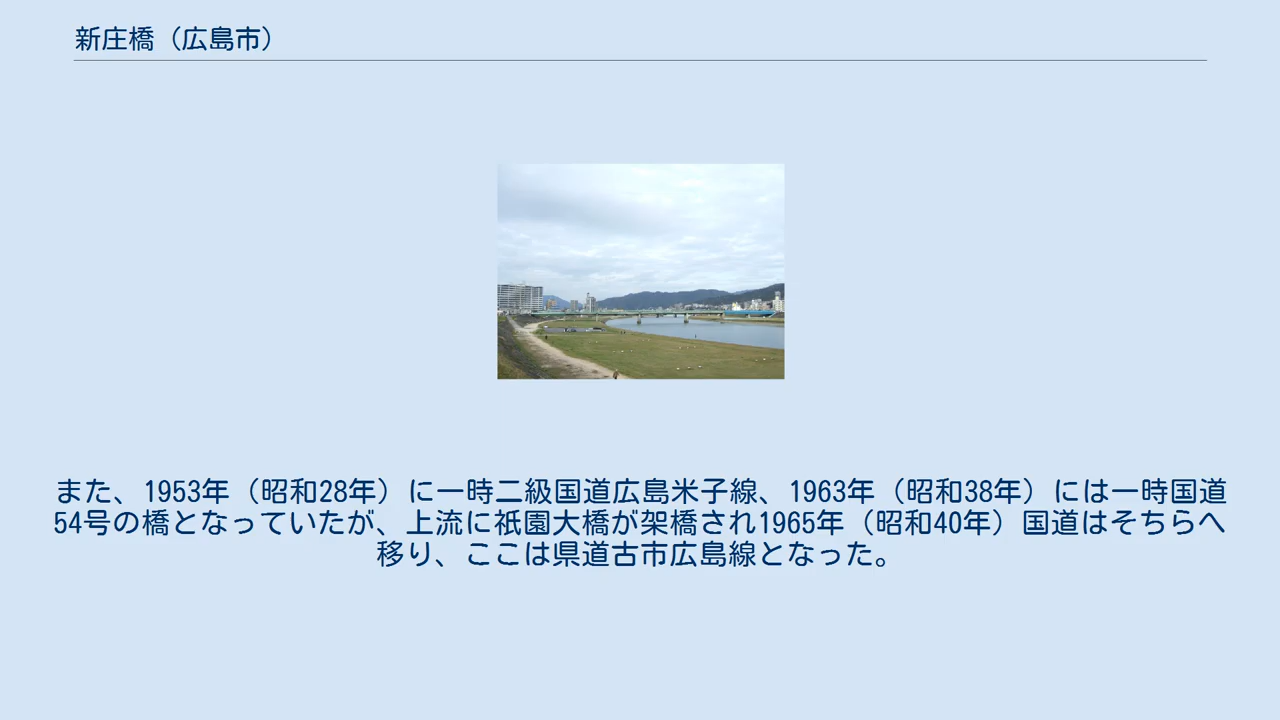 新庄橋（広島市）
また、1953年（昭和28年）に一時二級国道広島米子線、1963年（昭和38年）には一時国道
54号の橋となっていたが、上流に祇園大橋が架橋され1965年（昭和40年）国道はそちらへ
移り、ここは県道古市広島線となった。